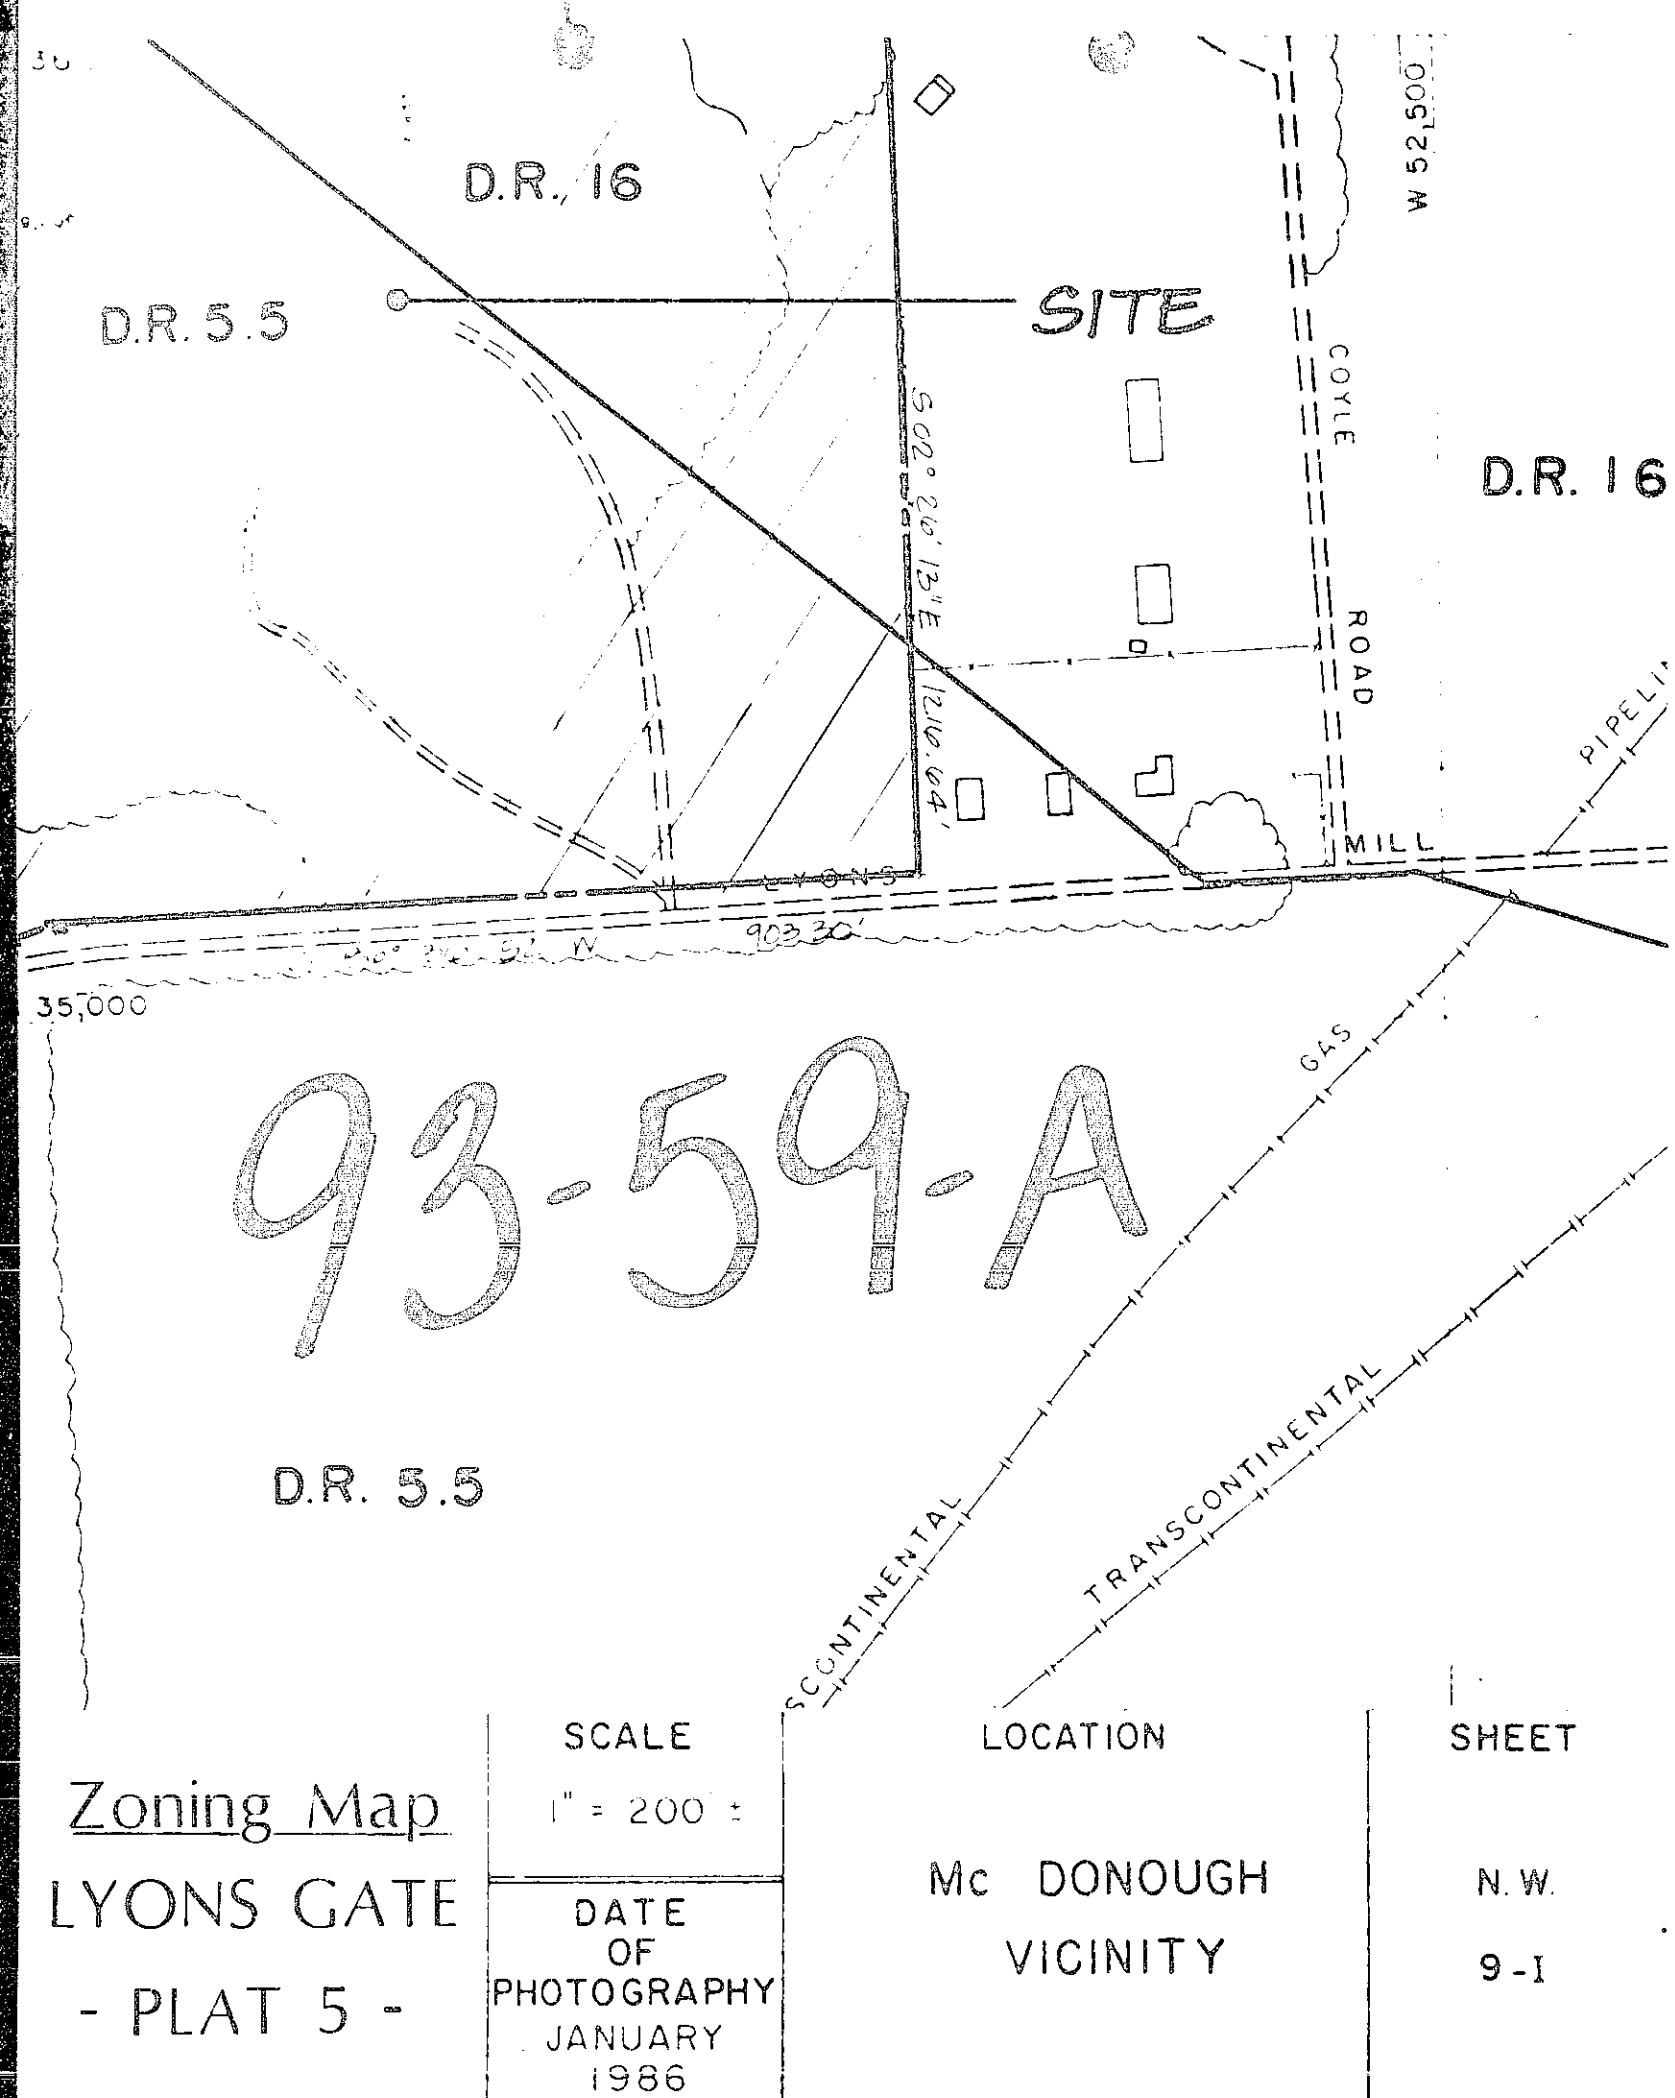 D.R. 16
W 52,500
D.R. 5.5
SITE
COYLE
ROAD
S 02° 26' 13" E 1216.64'
D.R. 16
PIPELI
LYONS
MILL
903.30'
W
35,000
GAS
93-59-A
D.R. 5.5
SCONTINENTAL
TRANSCONTINENTAL
Zoning Map
LYONS GATE
- PLAT 5 -
SCALE
1" = 200' ±
DATE
OF
PHOTOGRAPHY
JANUARY
1986
LOCATION
Mc DONOUGH
VICINITY
SHEET
N.W.
9-I